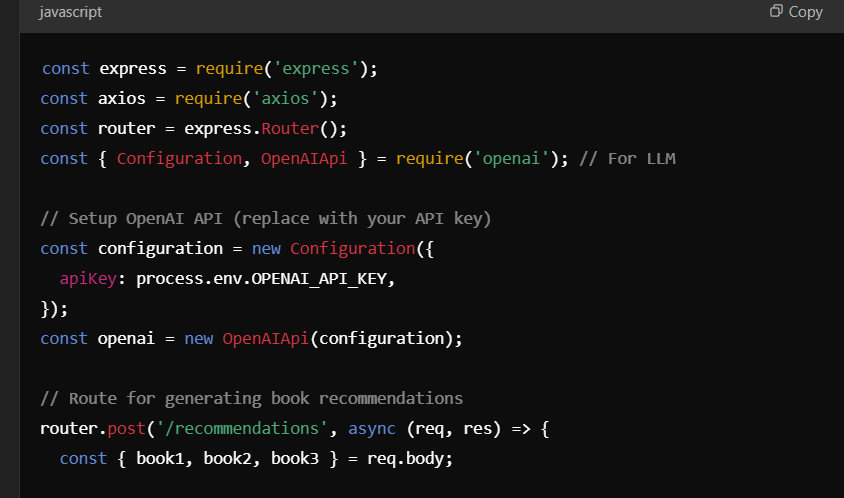 javascript
Copy
const express = require('express');
const axios = require('axios');
const router = express.Router();
const { Configuration, OpenAIApi } = require('openai'); // For LLM
// Setup OpenAI API (replace with your API key)
const configuration = new Configuration({
  apiKey: process.env.OPENAI_API_KEY,
});
const openai = new OpenAIApi(configuration);
// Route for generating book recommendations
router.post('/recommendations', async (req, res) => {
  const { book1, book2, book3 } = req.body;